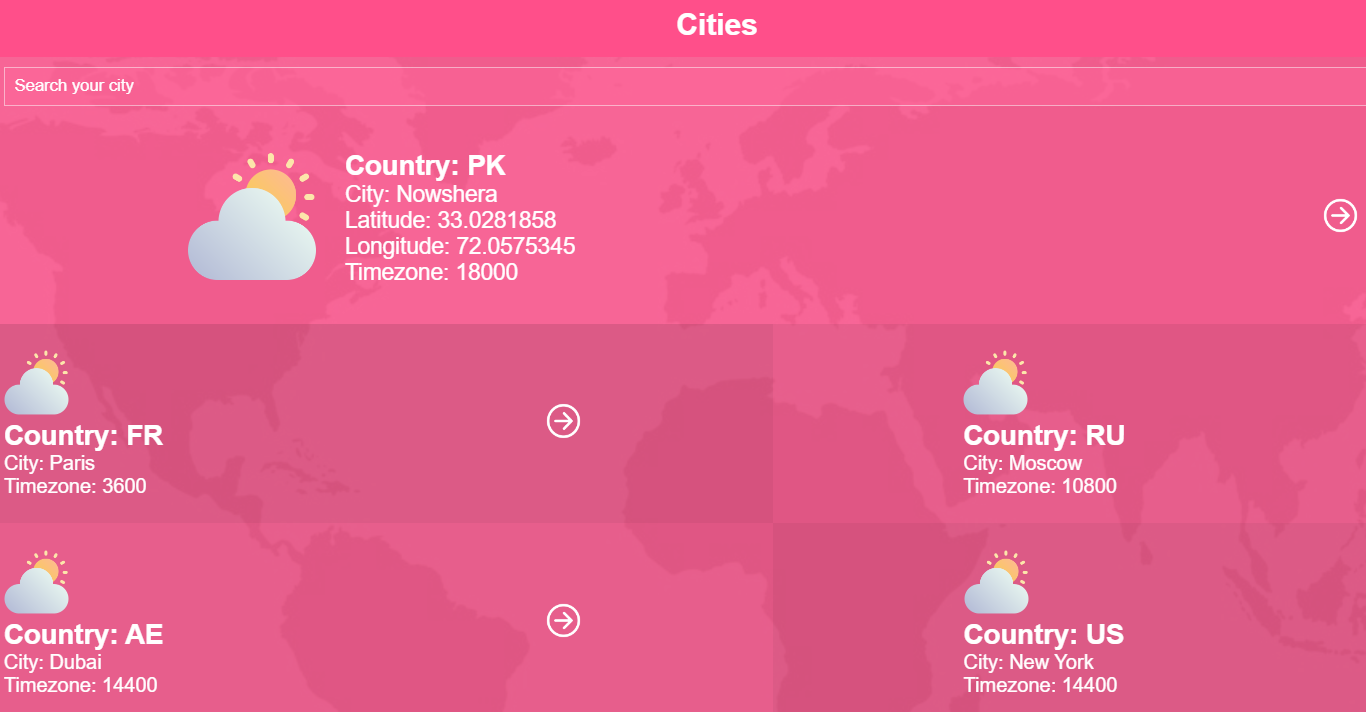 Cities
Search your city
Country: PK
City: Nowshera
Latitude: 33.0281858
Longitude: 72.0575345
Timezone: 18000
Country: FR
City: Paris
Timezone: 3600
Country: RU
City: Moscow
Timezone: 10800
Country: AE
City: Dubai
Timezone: 14400
Country: US
City: New York
Timezone: 14400